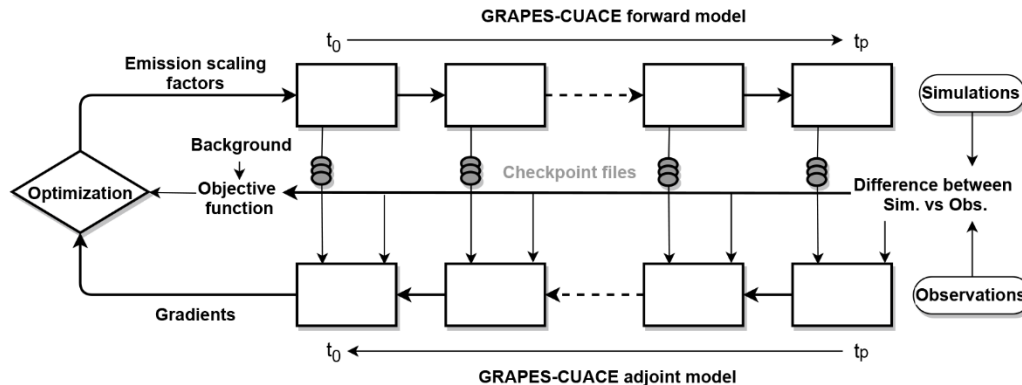 GRAPES-CUACE forward model
t0
tp
Emission scaling
factors
Simulations
Background
Checkpoint files
Optimization
Objective
function
Difference between
Sim. vs Obs.
Observations
Gradients
t0
tp
GRAPES-CUACE adjoint model